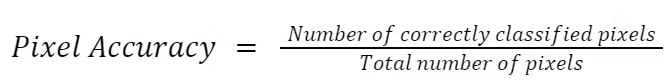 Pixel Accuracy = Number of correctly classified pixels
Total number of pixels